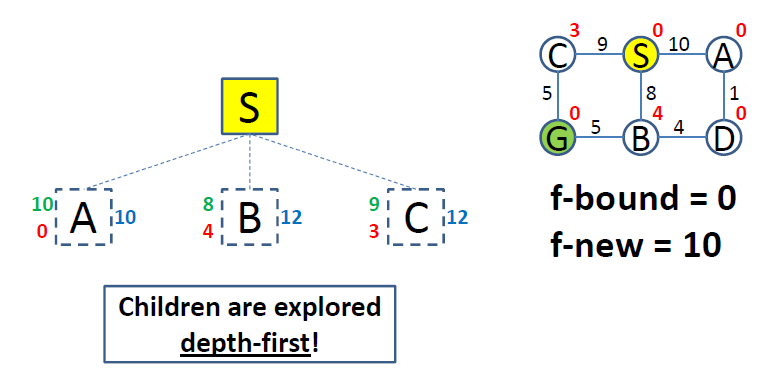 3 0 0
C 9 S 10 A
5 8 1
0 4 0
G 5 B 4 D
S
10 A 10
0
8 B 12
4
9 C 12
3
f-bound = 0
f-new = 10
Children are explored
depth-first!